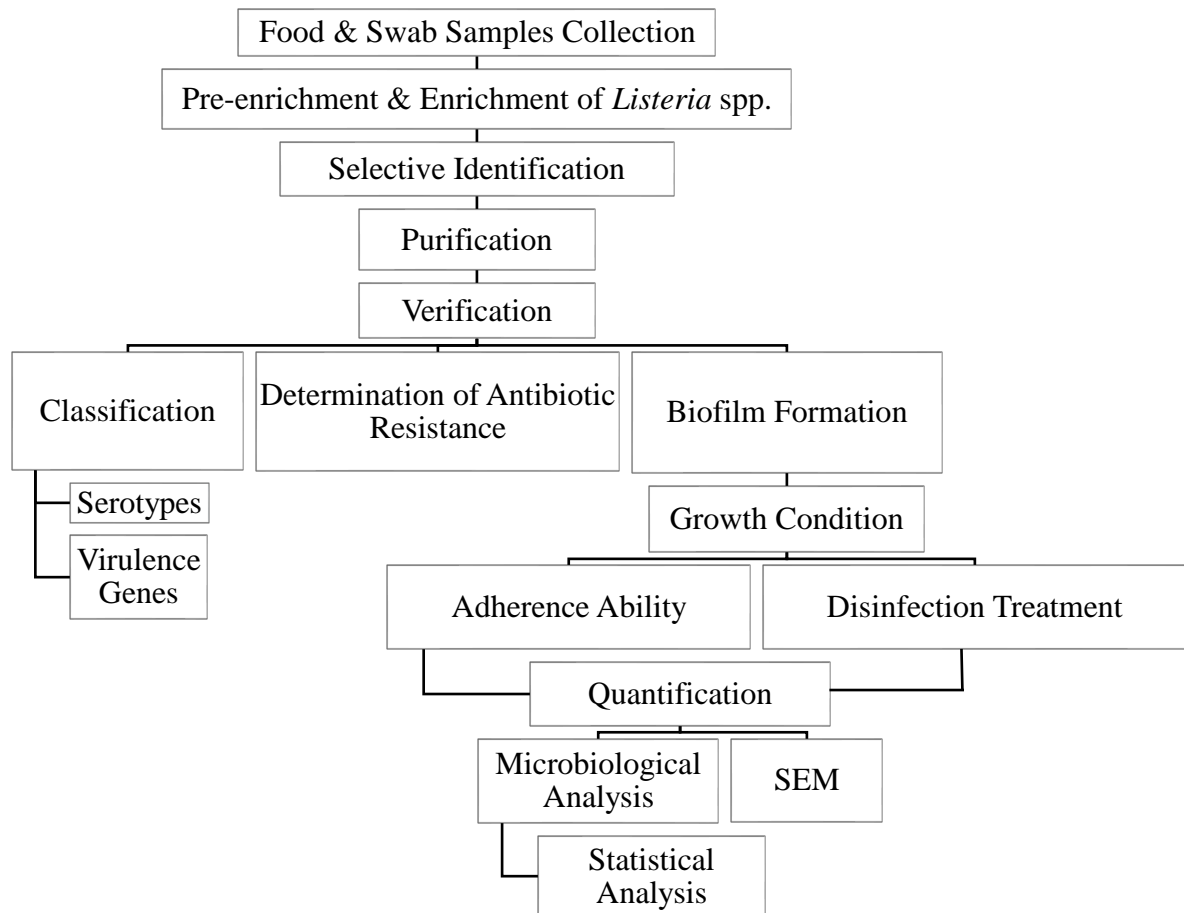 Food & Swab Samples Collection
Pre-enrichment & Enrichment of Listeria spp.
Selective Identification
Purification
Verification
Classification
Determination of Antibiotic
Resistance
Biofilm Formation
Serotypes
Virulence
Genes
Growth Condition
Adherence Ability
Disinfection Treatment
Quantification
Microbiological
Analysis
SEM
Statistical
Analysis